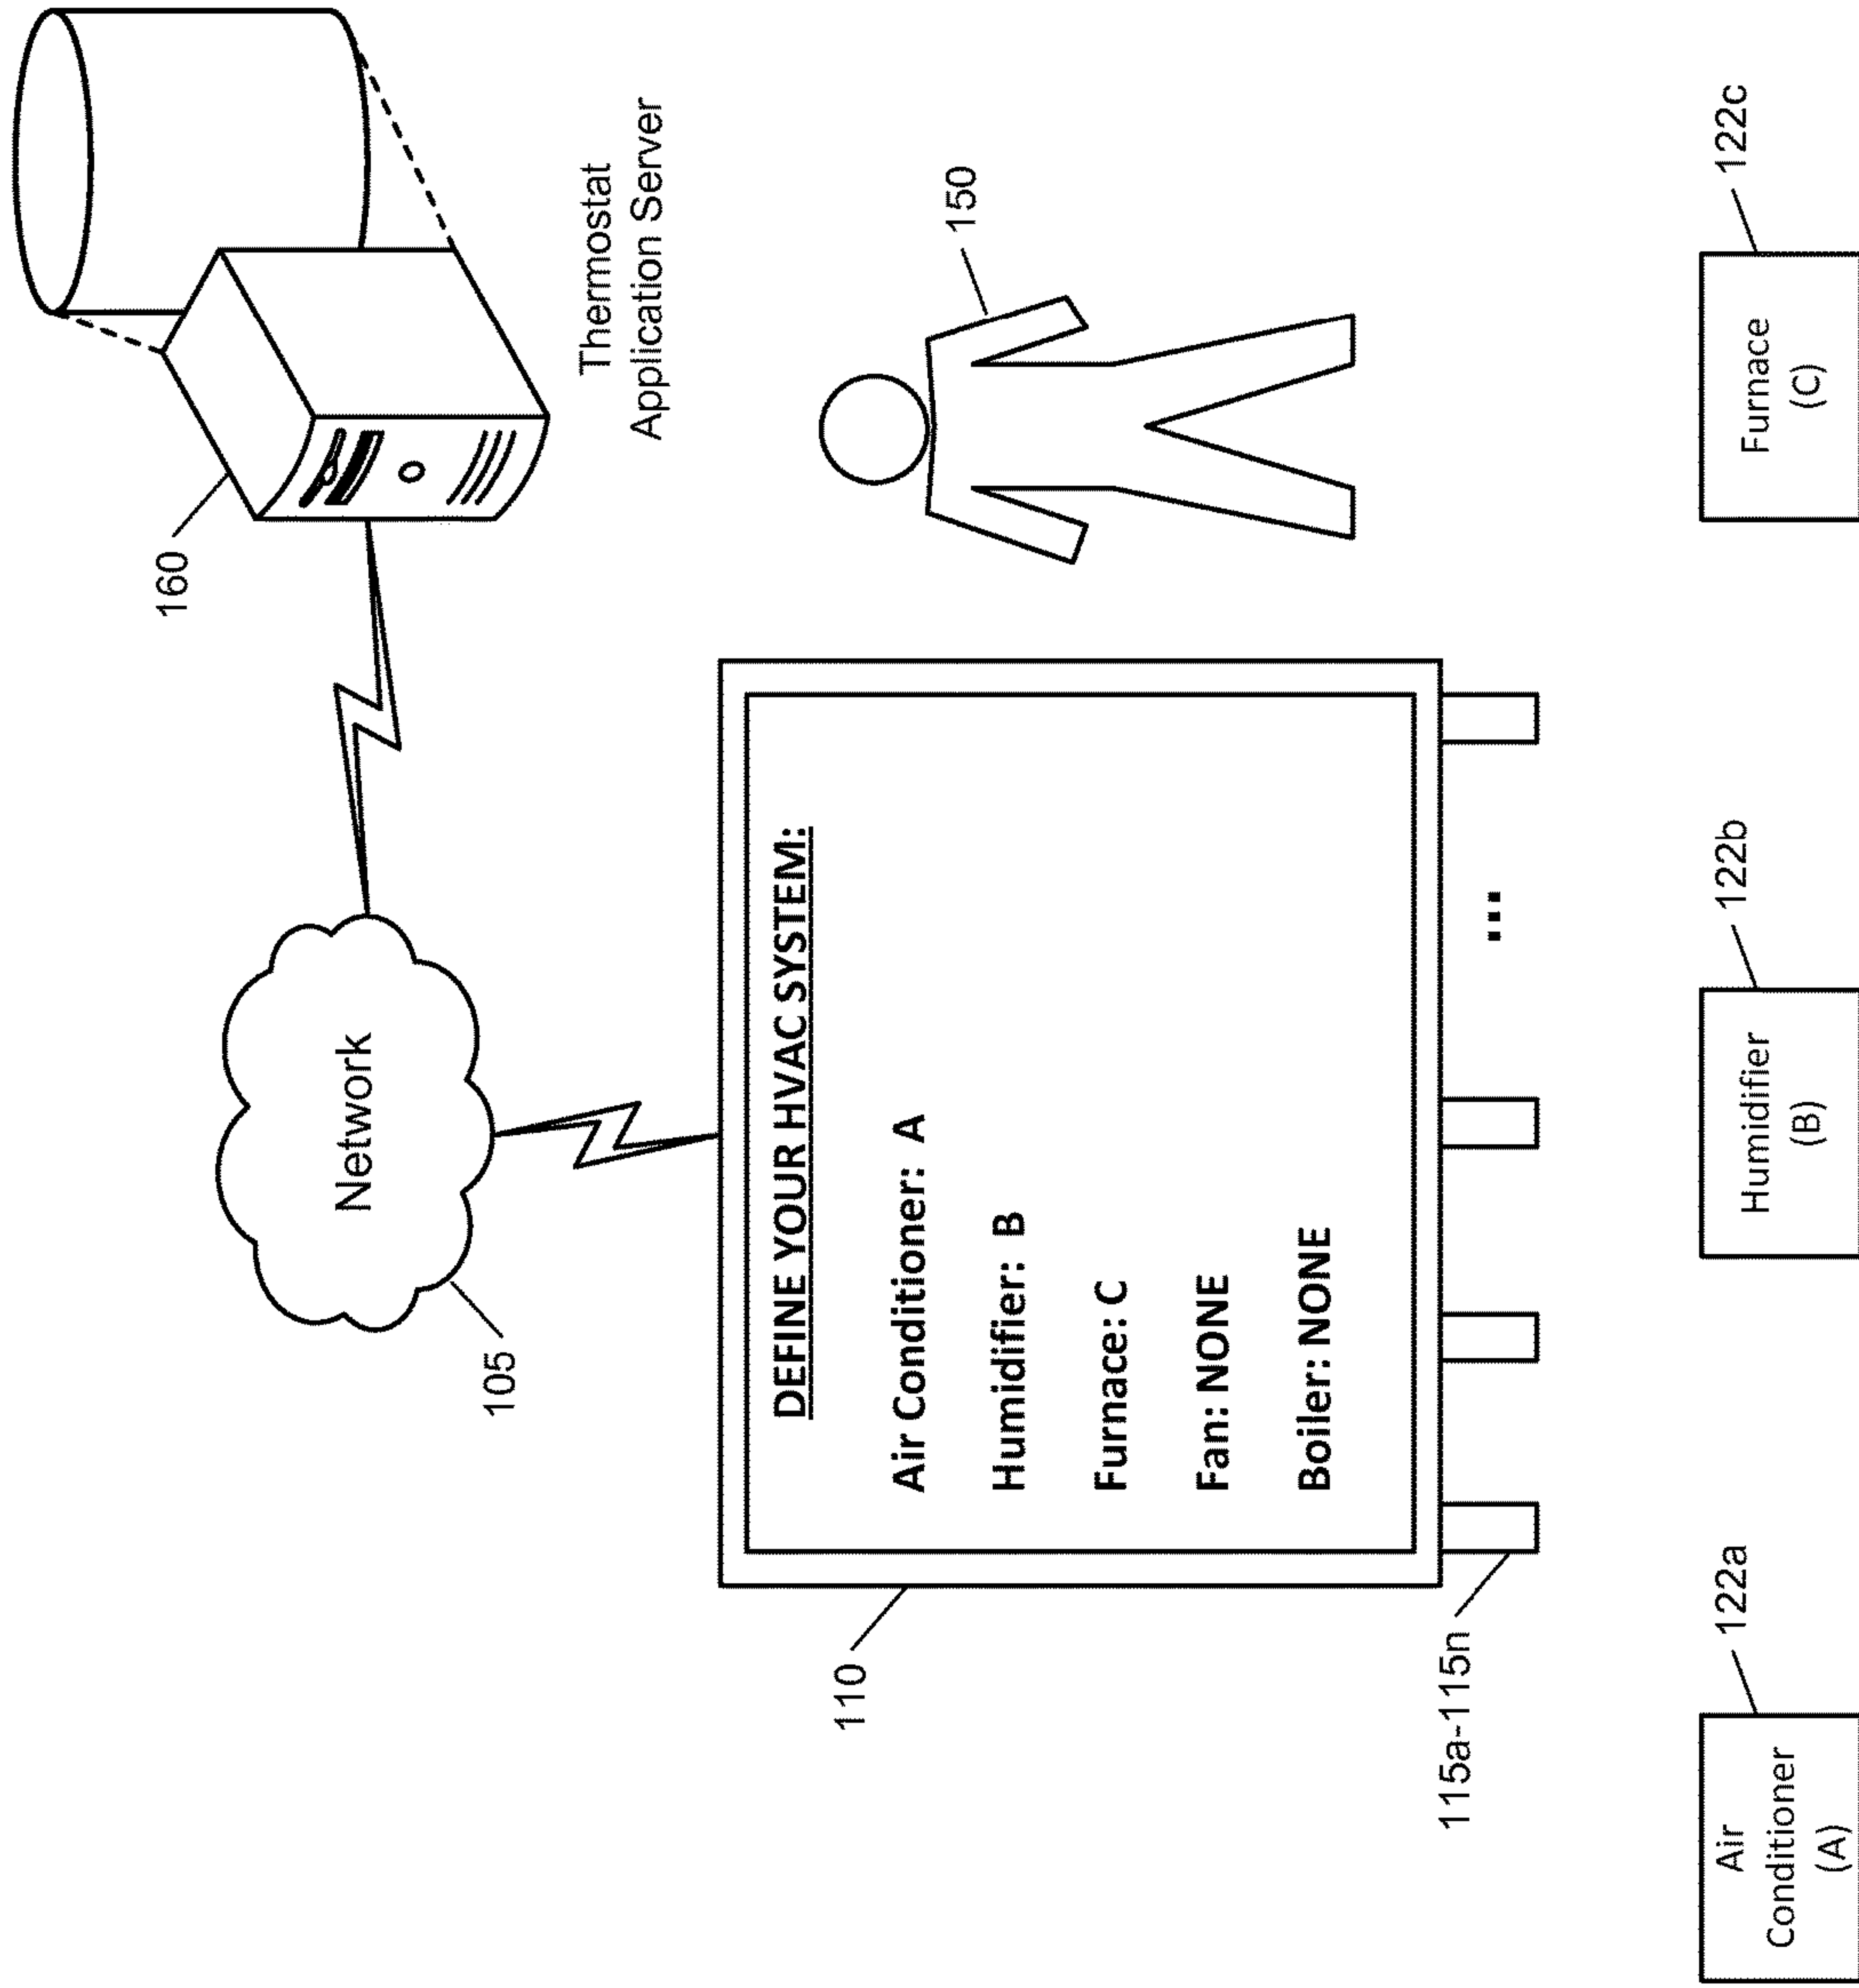 160
Thermostat
Application Server
Network
105
150
110
DEFINE YOUR HVAC SYSTEM:
Air Conditioner: A
Humidifier: B
Furnace: C
Fan: NONE
Boiler: NONE
115a-115n
...
122a
Air
Conditioner
(A)
122b
Humidifier
(B)
122c
Furnace
(C)